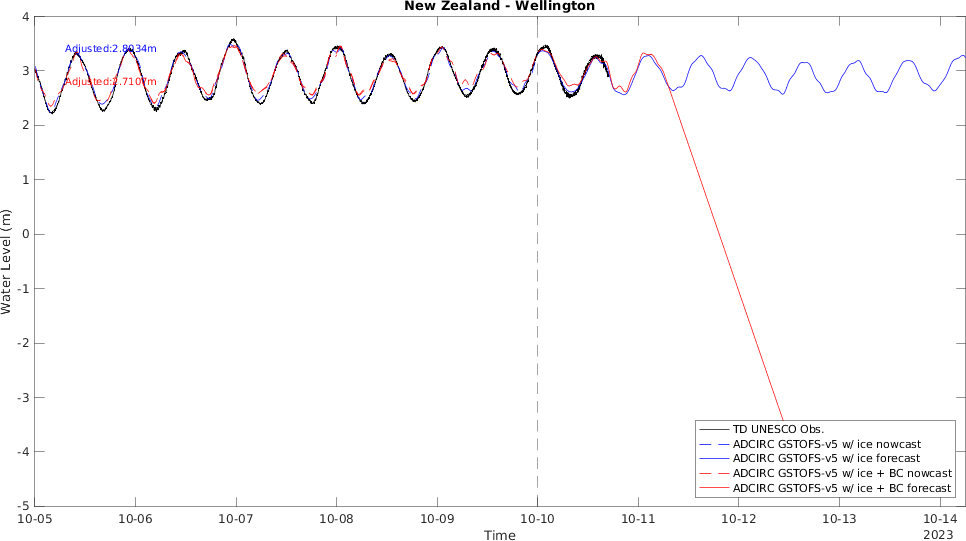 New Zealand - Wellington
Adjusted:2.8034m
Adjusted:2.7107m
Water Level (m)
4
3
2
1
0
-1
-2
-3
-4
-5
TD UNESCO Obs.
ADCIRC GSTOFS-v5 w/ ice nowcast
ADCIRC GSTOFS-v5 w/ ice forecast
ADCIRC GSTOFS-v5 w/ ice + BC nowcast
ADCIRC GSTOFS-v5 w/ ice + BC forecast
10-05 10-06 10-07 10-08 10-09 10-10 10-11 10-12 10-13 10-14
Time
2023